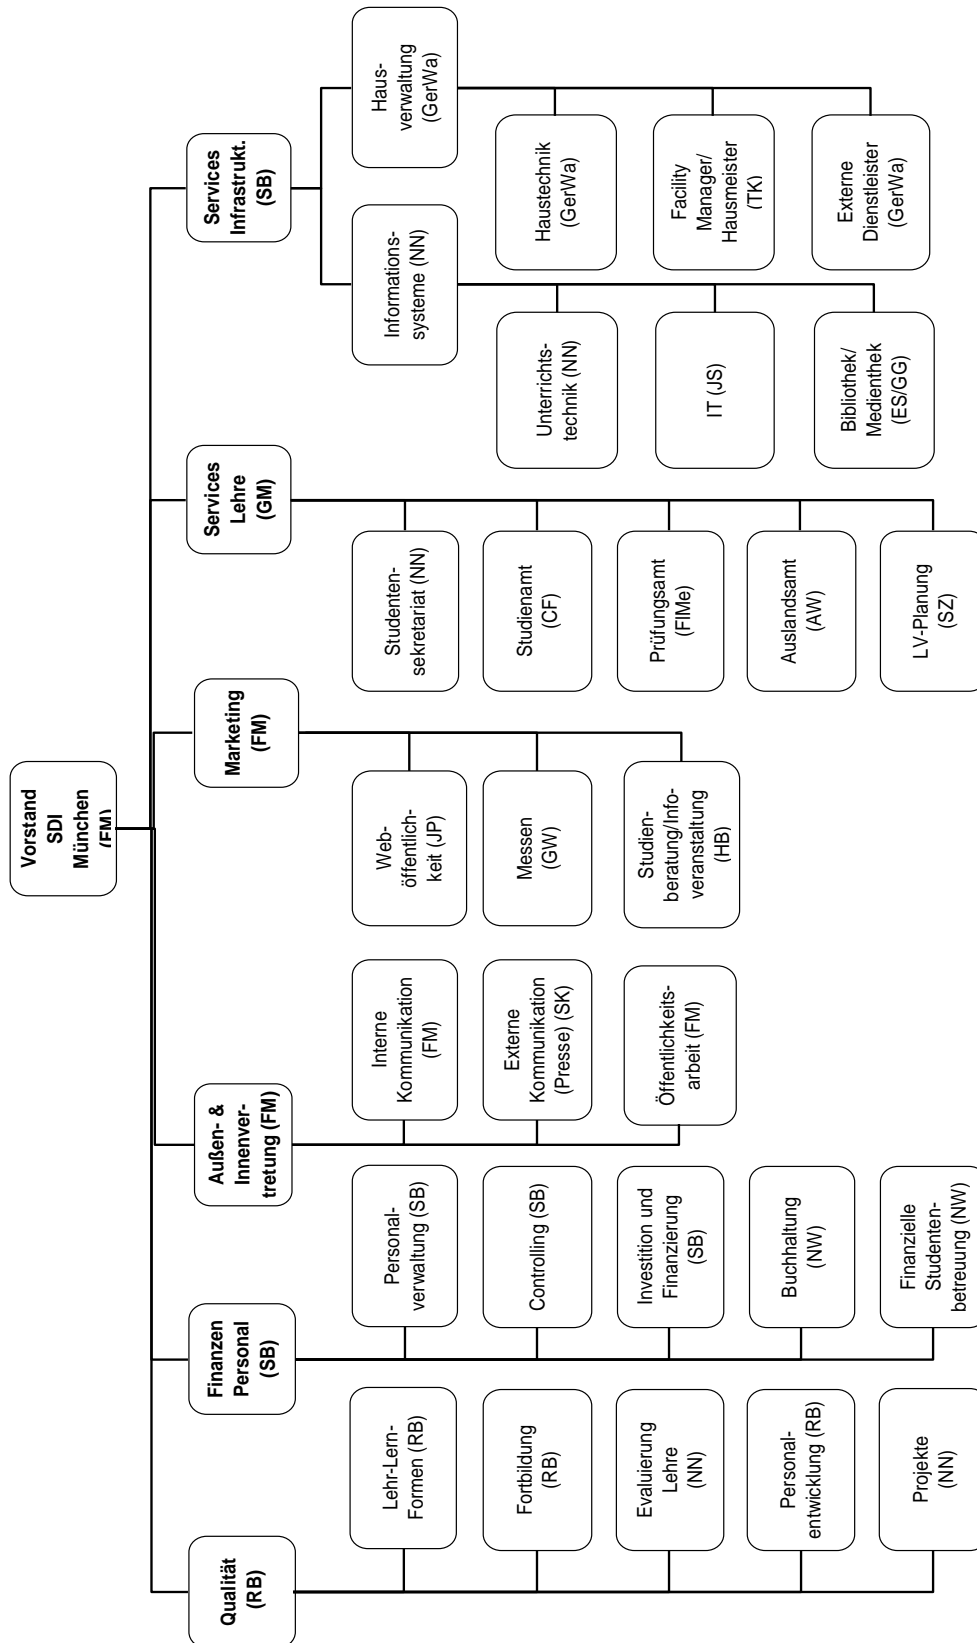 Vorstand
SDI
München
(FM)
Qualität
(RB)
Lehr-Lern-
Formen (RB)
Fortbildung
(RB)
Evaluierung
Lehre
(NN)
Personal-
entwicklung (RB)
Projekte
(NN)
Finanzen
Personal
(SB)
Personal-
verwaltung (SB)
Controlling (SB)
Investition und
Finanzierung
(SB)
Buchhaltung
(NW)
Finanzielle
Studenten-
betreuung (NW)
Außen- &
Innenver-
tretung (FM)
Interne
Kommunikation
(FM)
Externe
Kommunikation
(Presse) (SK)
Öffentlichkeits-
arbeit (FM)
Marketing
(FM)
Web-
öffentlich-
keit (JP)
Messen
(GW)
Studien-
beratung/Info-
veranstaltung
(HB)
Services
Lehre
(GM)
Studenten-
sekretariat (NN)
Studienamt
(CF)
Prüfungsamt
(FlMe)
Auslandsamt
(AW)
LV-Planung
(SZ)
Services
Infrastrukt.
(SB)
Informations-
systeme (NN)
Unterrichts-
technik (NN)
IT (JS)
Bibliothek/
Medienthek
(ES/GG)
Haus-
verwaltung
(GerWa)
Haustechnik
(GerWa)
Facility
Manager/
Hausmeister
(TK)
Externe
Dienstleister
(GerWa)